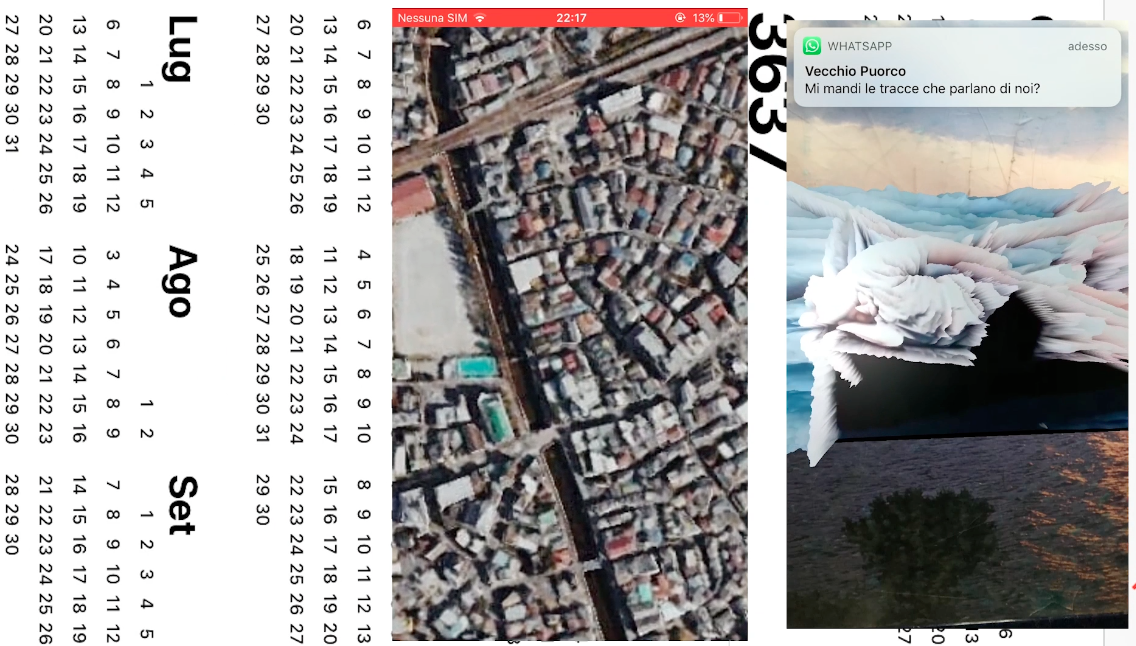 6 7 8 9 10 11 12 4 5 6 7 8 9 10 8 9 10 11 12 13
13 14 15 16 17 18 19 11 12 13 14 15 16 17 15 16 17 18 19 20
20 21 22 23 24 25 26 18 19 20 21 22 23 24 22 23 24 25 26 27
27 28 29 30 25 26 27 28 29 30 31 29 30
Lug Ago Set
1 2 3 4 5 1 2 1 2 3 4 5
6 7 8 9 10 11 12 3 4 5 6 7 8 9 7 8 9 10 11 12
13 14 15 16 17 18 19 10 11 12 13 14 15 16 14 15 16 17 18 19
20 21 22 23 24 25 26 17 18 19 20 21 22 23 21 22 23 24 25 26
27 28 29 30 31 24 25 26 27 28 29 30 28 29 30
Nessuna SIM 22:17 13%
3637
WHATSAPP adesso
Vecchio Puorco
Mi mandi le tracce che parlano di noi?
6
13
20
27